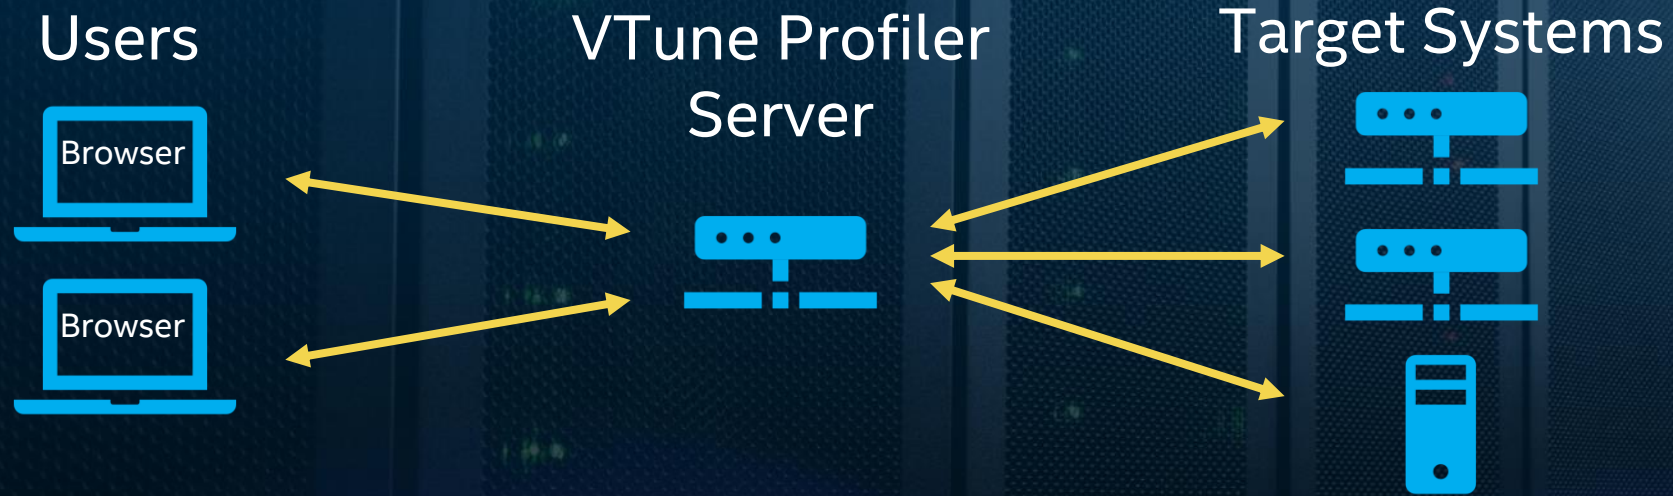 Users
VTune Profiler
Server
Target Systems
Browser
Browser